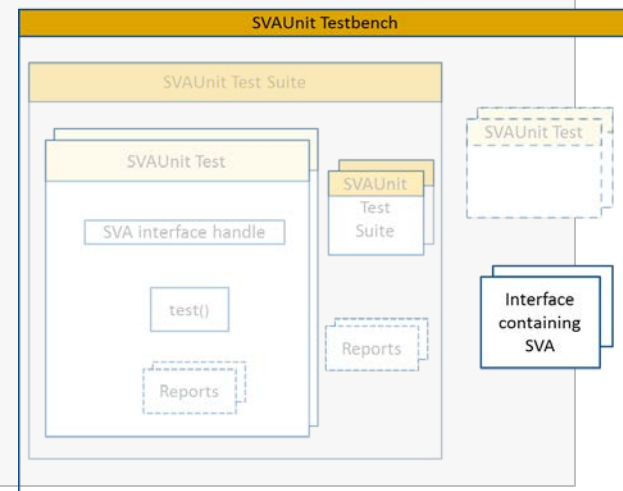 SVAUnit Testbench
SVAUnit Test Suite
SVAUnit Test
SVA interface handle
test()
Reports
SVAUnit
Test
Suite
Reports
SVAUnit Test
Interface
containing
SVA